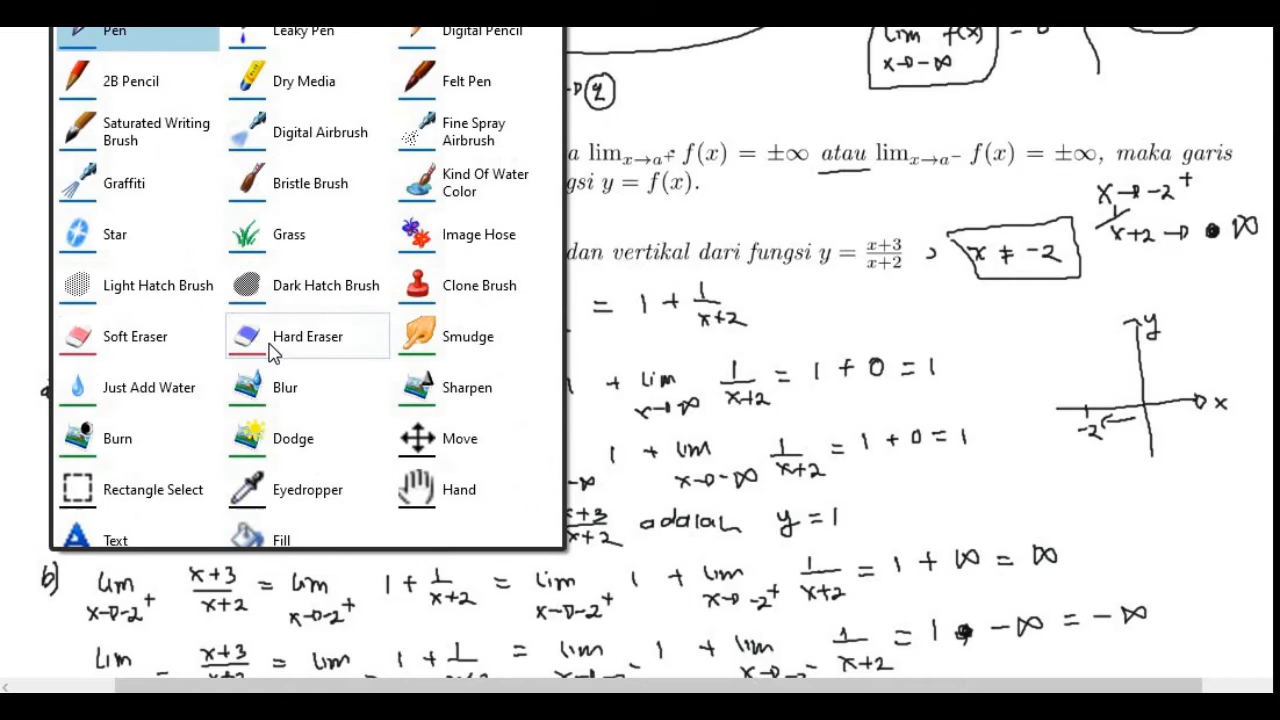 Pen Leaky Pen Digital Pencil
2B Pencil Dry Media Felt Pen
Saturated Writing Brush Digital Airbrush Fine Spray Airbrush
Graffiti Bristle Brush Kind Of Water Color
Star Grass Image Hose
Light Hatch Brush Dark Hatch Brush Clone Brush
Soft Eraser Hard Eraser Smudge
Just Add Water Blur Sharpen
Burn Dodge Move
Rectangle Select Eyedropper Hand
Text Fill
lim f(x) = 0
x→-∞
a lim_{x→a⁺} f(x) = ±∞ atau lim_{x→a⁻} f(x) = ±∞, maka garis
gsi y = f(x).
x→-2⁺
1/x+2 → ∞
dan vertikal dari fungsi y = x+3/x+2 , x ≠ -2
= 1 + 1/x+2
y
x
-2
1 + lim x→∞ 1/x+2 = 1 + 0 = 1
1 + lim x→-∞ 1/x+2 = 1 + 0 = 1
-∞
x+3/x+2 adalah y = 1
b) lim x→-2⁺ x+3/x+2 = lim x→-2⁺ 1 + 1/x+2 = lim x→-2⁺ 1 + lim x→-2⁺ 1/x+2 = 1 + ∞ = ∞
lim x+3/x+2 = lim 1 + 1/x+2 = lim 1 + lim x→-2⁻ 1/x+2 = 1 -∞ = -∞